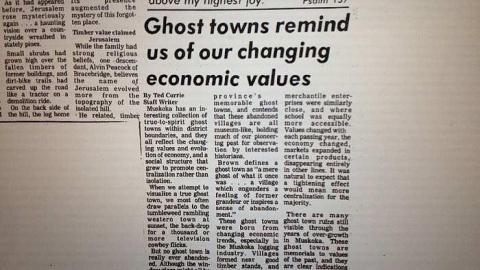 As it had appeared
before, Jerusalem
rose mysteriously
again . . . a haunting
vision over a coun-
tryside wreathed in
stately pines.
Small shrubs had
grown high over the
fallen timbers of
former buildings, and
dirt-bike trails had
carved up the road
like a tractor on a
demolition ride.
On the back side of
the hill, the log home
presence
augmented the
mystery of this forgot-
ten place.
Timber value claimed
Jerusalem
While the family had
strong religious
beliefs, one descen-
dant, Alvin Peacock of
Bracebridge, believes
the name of
Jerusalem evolved
more from the
topography of the
isolated hill.
He related, timber
above my highest joy.
Psalm 137
Ghost towns remind
us of our changing
economic values
By Ted Currie
Staff Writer
Muskoka has an in-
teresting collection of
true-to-spirit ghost
towns within district
boundaries, and they
all reflect the chang-
ing values and evolu-
tion of economy, and a
social structure that
grew to promote cen-
tralization rather than
isolation.
When we attempt to
visualize a true ghost
town, we most often
draw parallels to the
tumbleweed rambling
western town at
sunset, the back-drop
for a thousand or
more television
cowboy flicks.
But no ghost town is
really ever abandon-
ed. Although the win-
province's
memorable ghost
towns, and contends
that these abandoned
villages are all
museum-like, holding
much of our pioneer-
ing past for observa-
tion by interested
historians.
Brown defines a
ghost town as "a mere
ghost of what it once
was . . . a village
which engenders a
feeling of former
grandeur or inspires a
sense of abandon-
ment."
These ghost towns
were born from
changing economic
trends, especially in
the Muskoka logging
industry. Villages
formed near good
timber stands, and
merchantile enter-
prises were similarly
close, and where
school was equally
more accessible.
Values changed with
each passing year, the
economy changed,
markets expanded in
certain products,
disappearing entirely
in other lines. It was
natural to expect that
a tightening effect
would mean more
centralization for the
majority.
There are many
ghost town ruins still
visible through the
years of over-growth
in Muskoka. These
ghost towns are
memorials to values
of the past, and they
are clear indications